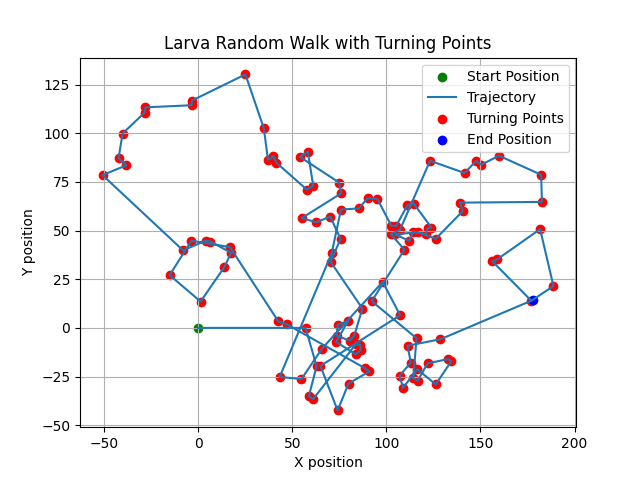 Larva Random Walk with Turning Points
Start Position
Trajectory
Turning Points
End Position
125
100
75
50
25
0
−25
−50
Y position
−50 0 50 100 150 200
X position